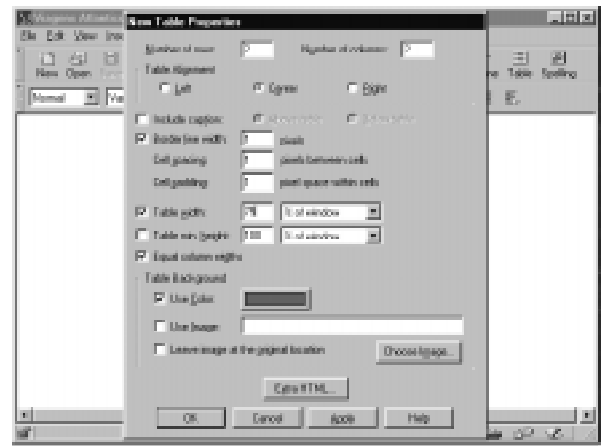 New Table Properties
File Edit View
Number of rows: Number of columns:
Table Alignment
Left Center Right
Include caption:
Border line width: 1 pixels
Cell spacing: 1 pixels between cells
Cell padding: 1 pixel space within cells
Table width: % of window
Table min. height: 100 % of window
Equal column widths
Table Background
Use Color:
Use Image:
Leave image at the original location
Choose Image...
Extra HTML...
OK Cancel Apply Help
New Open
Table Spelling
Normal